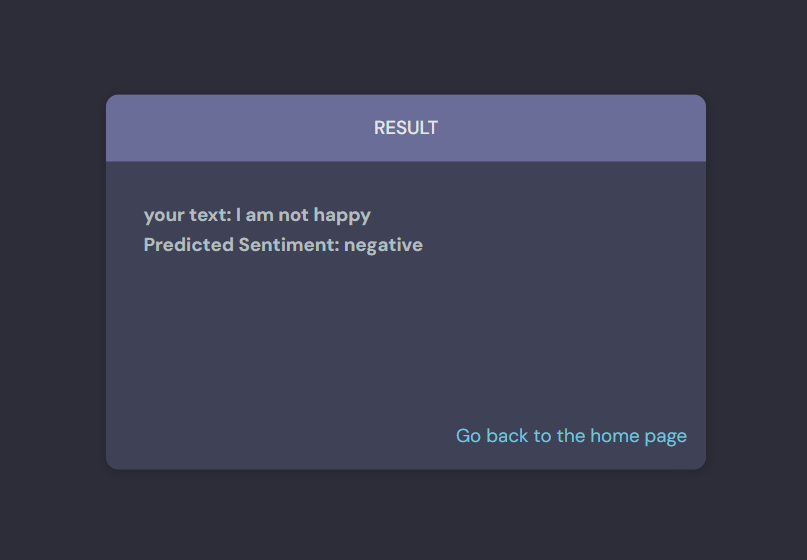 RESULT
your text: I am not happy
Predicted Sentiment: negative
Go back to the home page